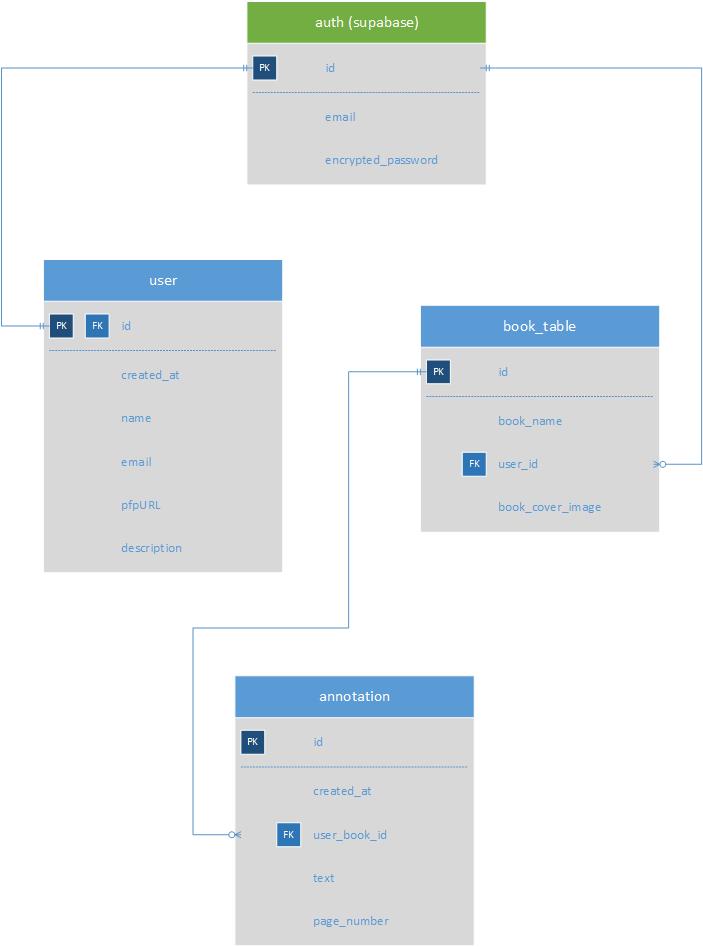 auth (supabase)
PK id
email
encrypted_password
user
PK FK id
created_at
name
email
pfpURL
description
book_table
PK id
book_name
FK user_id
book_cover_image
annotation
PK id
created_at
FK user_book_id
text
page_number